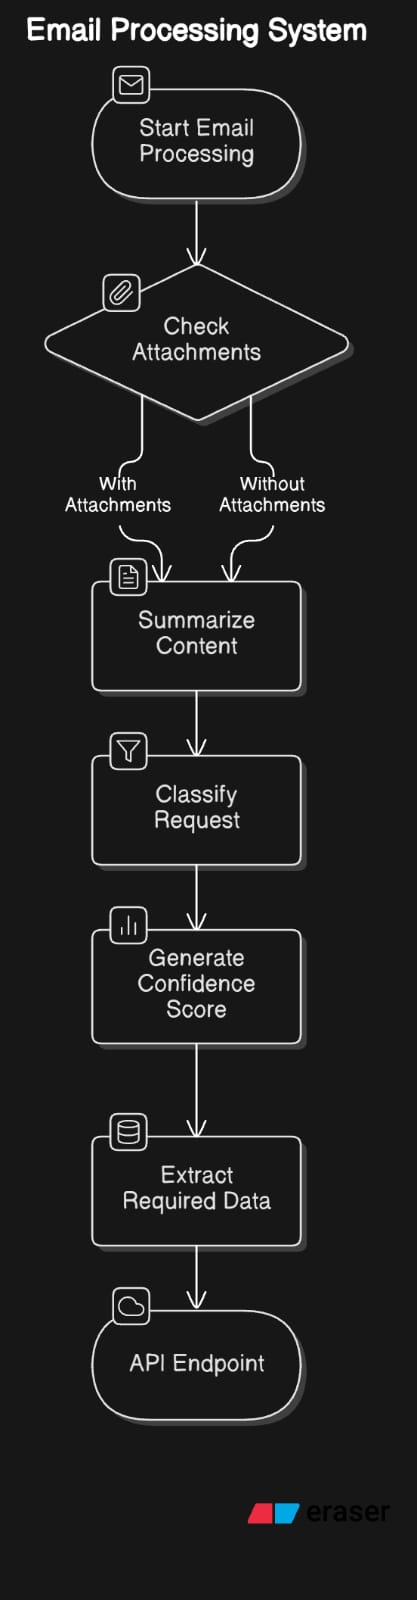 Email Processing System
Start Email
Processing
Check
Attachments
With
Attachments
Without
Attachments
Summarize
Content
Classify
Request
Generate
Confidence
Score
Extract
Required Data
API Endpoint
eraser